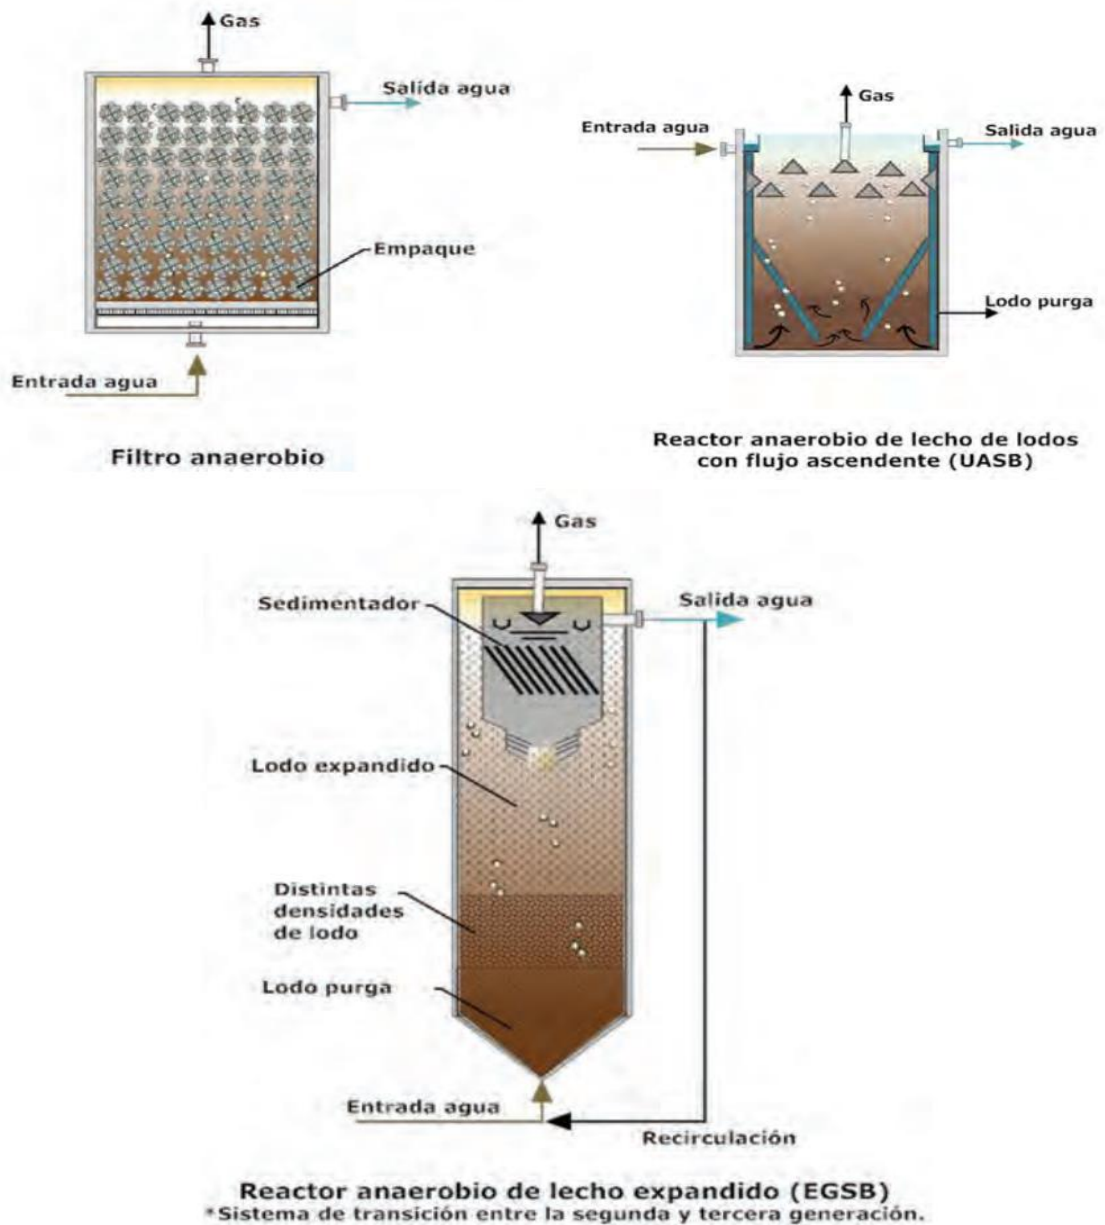 Gas
Salida agua
Empaque
Entrada agua
Filtro anaerobio
Gas
Entrada agua
Salida agua
Lodo purga
Reactor anaerobio de lecho de lodos
con flujo ascendente (UASB)
Gas
Sedimentador
Salida agua
Lodo expandido
Distintas
densidades
de lodo
Lodo purga
Entrada agua
Recirculación
Reactor anaerobio de lecho expandido (EGSB)
*Sistema de transición entre la segunda y tercera generación.